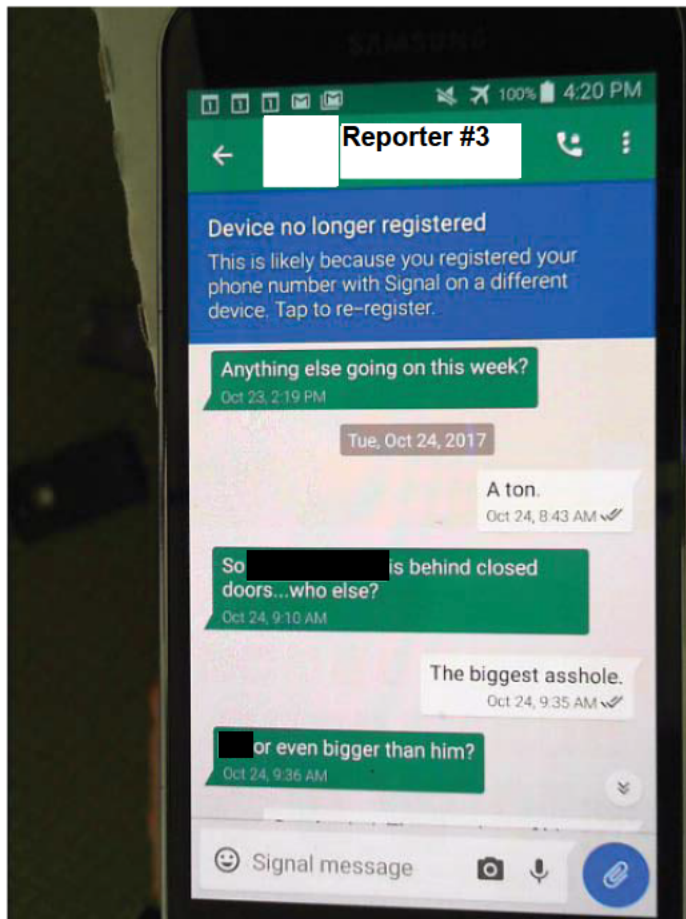 SAMSUNG
1 1 1 100% 4:20 PM
Reporter #3
Device no longer registered
This is likely because you registered your
phone number with Signal on a different
device. Tap to re-register.
Anything else going on this week?
Oct 23, 2:19 PM
Tue, Oct 24, 2017
A ton.
Oct 24, 8:43 AM
So is behind closed
doors...who else?
Oct 24, 9:10 AM
The biggest asshole.
Oct 24, 9:35 AM
or even bigger than him?
Oct 24, 9:36 AM
Signal message